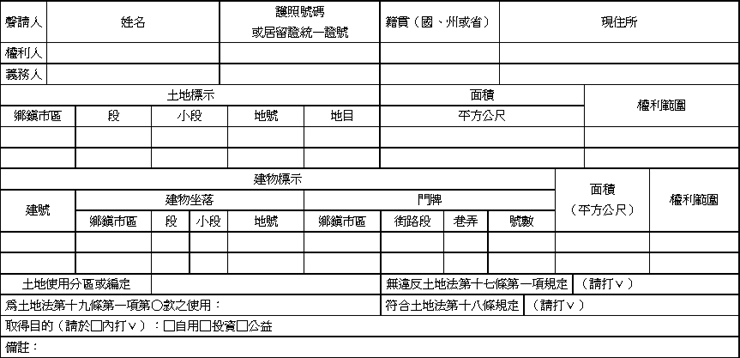 聲請人 姓名 護照號碼 籍貫（國、州或省） 現住所
或居留證統一證號
權利人
義務人
土地標示 面積 權利範圍
鄉鎮市區 段 小段 地號 地目 平方公尺
建物標示 面積
建號 建物坐落 門牌 （平方公尺） 權利範圍
鄉鎮市區 段 小段 地號 鄉鎮市區 街路段 巷弄 號數
土地使用分區或編定 無違反土地法第十七條第一項規定 （請打ˇ）
為土地法第十九條第一項第○款之使用： 符合土地法第十八條規定 （請打ˇ）
取得目的（請於□內打ˇ）：□自用□投資□公益
備註：